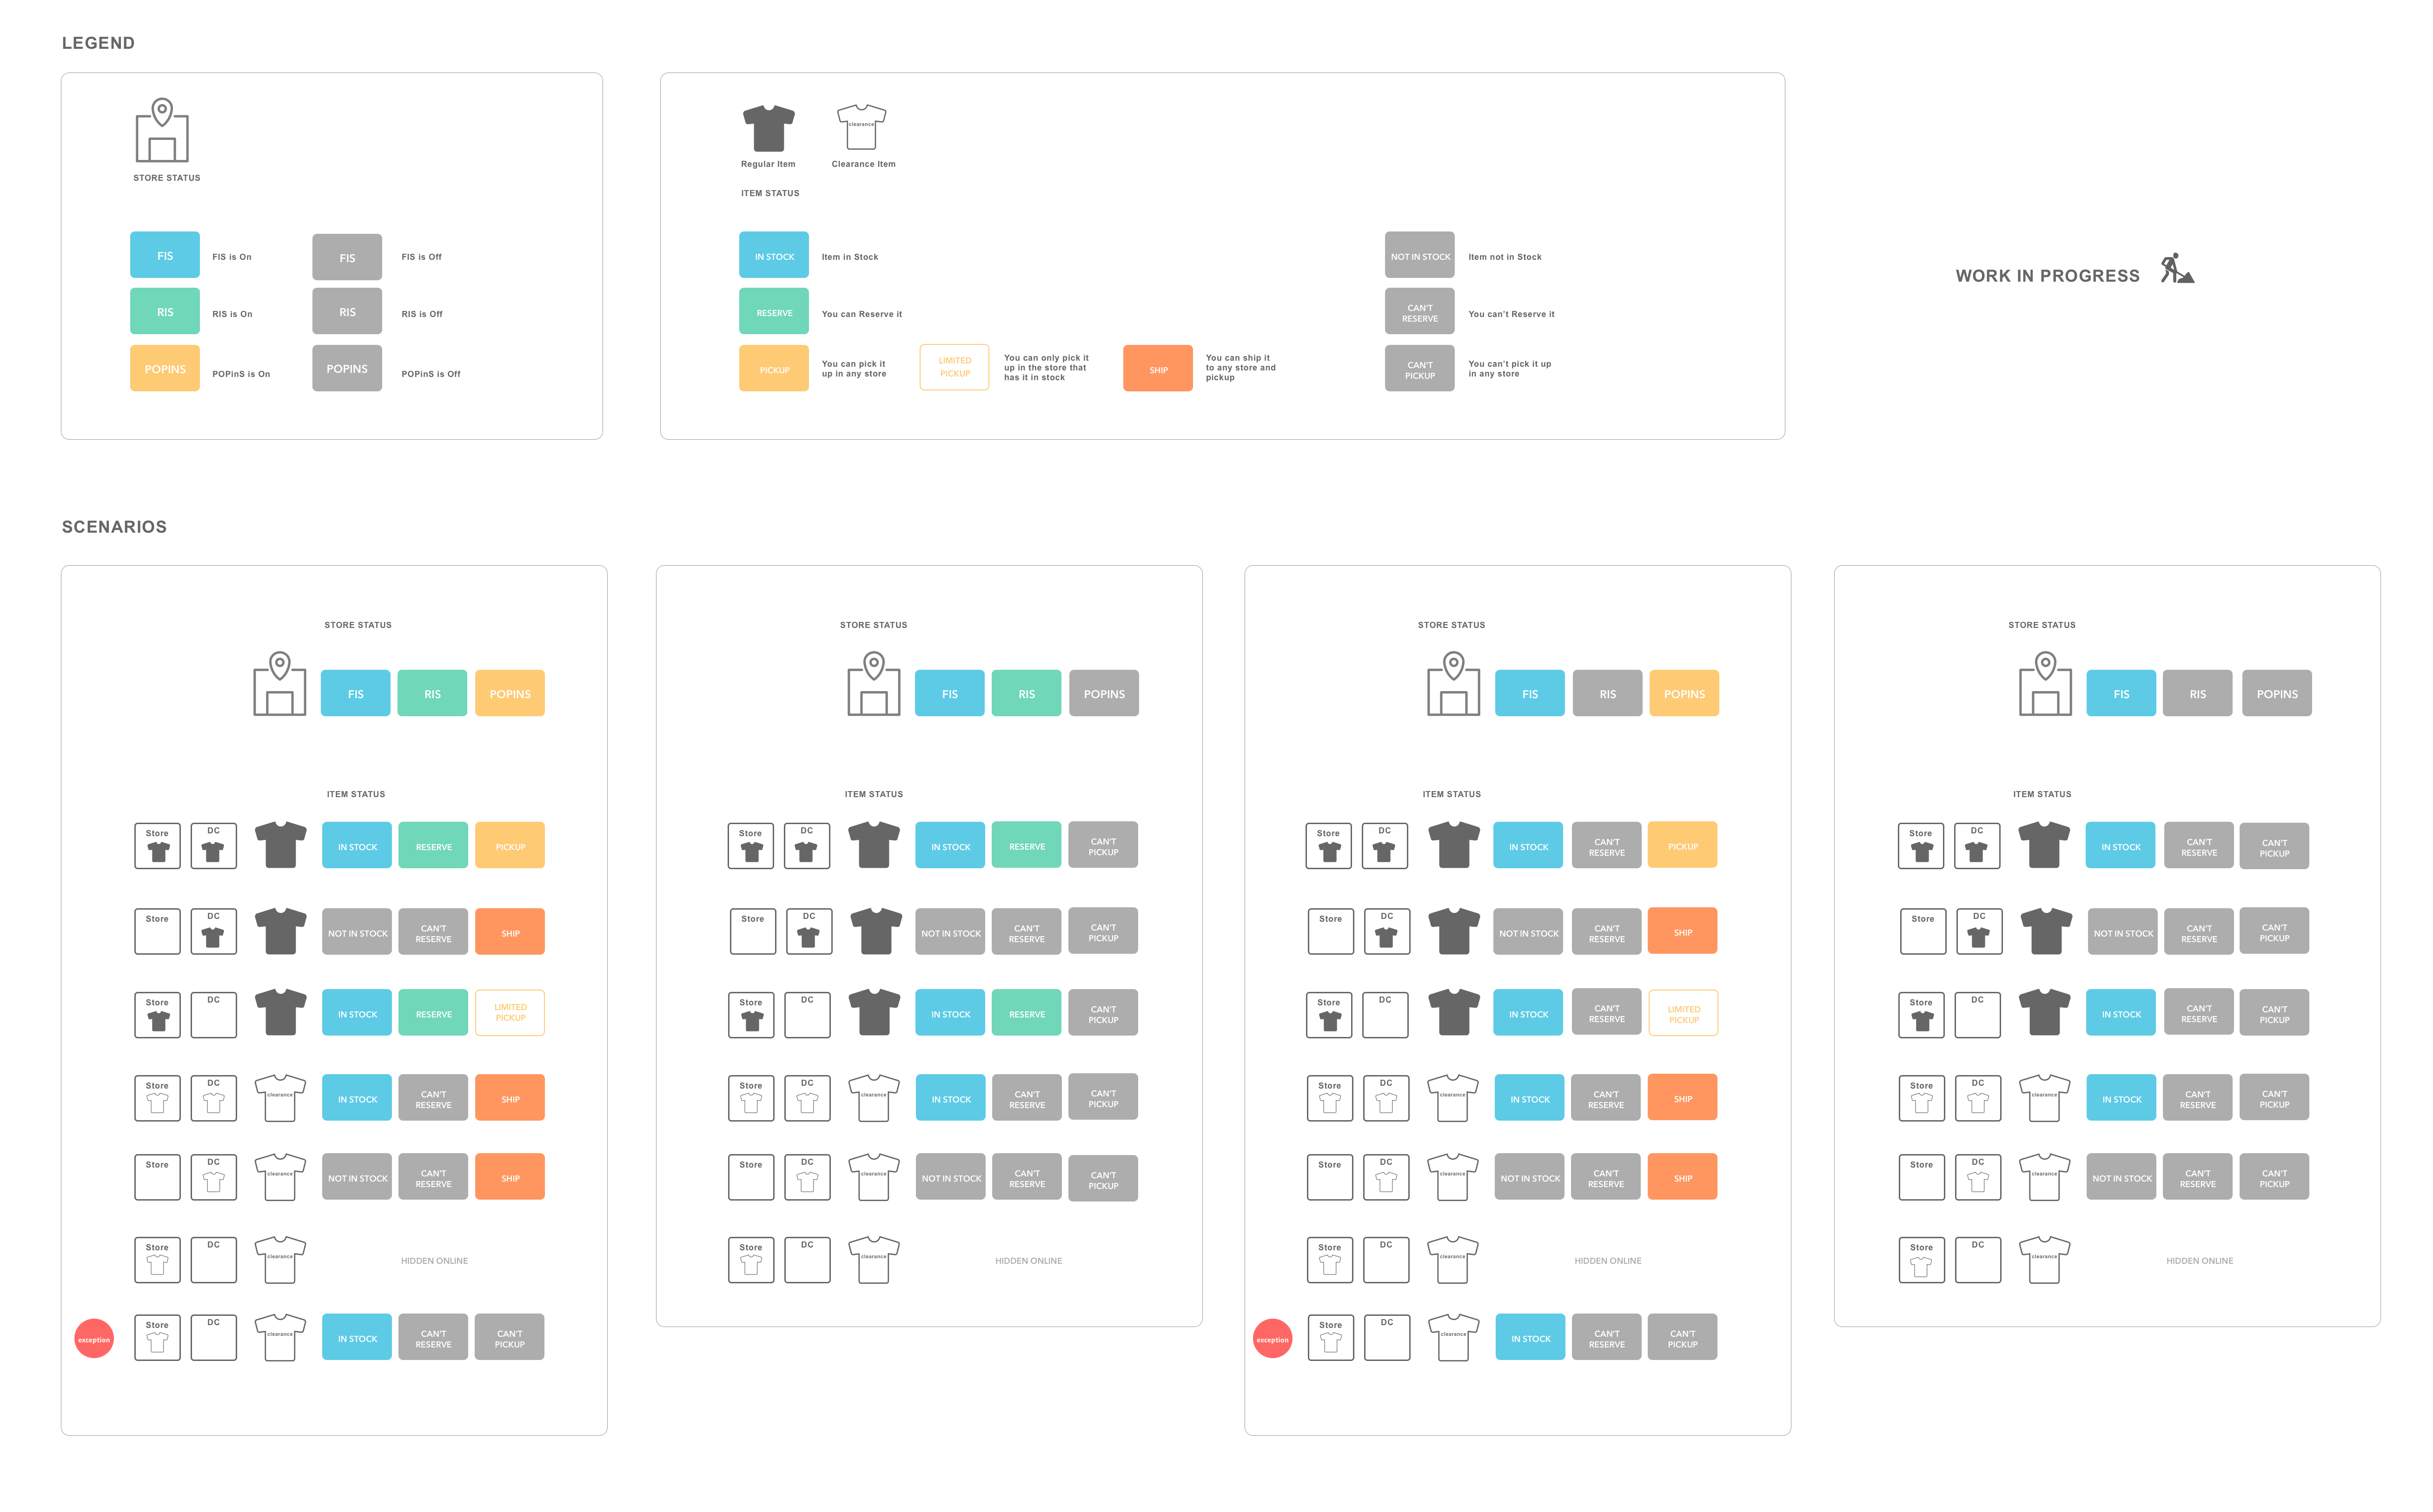 LEGEND
STORE STATUS
FIS
FIS is On
FIS
FIS is Off
RIS
RIS is On
RIS
RIS is Off
POPINS
POPinS is On
POPINS
POPinS is Off
clearance
Regular Item
Clearance Item
ITEM STATUS
IN STOCK
Item in Stock
NOT IN STOCK
Item not in Stock
RESERVE
You can Reserve it
CAN'T
RESERVE
You can't Reserve it
PICKUP
You can pick it
up in any store
LIMITED
PICKUP
You can only pick it
up in the store that
has it in stock
SHIP
You can ship it
to any store and
pickup
CAN'T
PICKUP
You can't pick it up
in any store
WORK IN PROGRESS
SCENARIOS
STORE STATUS
FIS
RIS
POPINS
ITEM STATUS
Store
DC
IN STOCK
RESERVE
PICKUP
Store
DC
NOT IN STOCK
CAN'T
RESERVE
SHIP
Store
DC
IN STOCK
RESERVE
LIMITED
PICKUP
Store
DC
clearance
IN STOCK
CAN'T
RESERVE
SHIP
Store
DC
clearance
NOT IN STOCK
CAN'T
RESERVE
SHIP
Store
DC
clearance
HIDDEN ONLINE
exception
Store
DC
clearance
IN STOCK
CAN'T
RESERVE
CAN'T
PICKUP
STORE STATUS
FIS
RIS
POPINS
ITEM STATUS
Store
DC
IN STOCK
RESERVE
CAN'T
PICKUP
Store
DC
NOT IN STOCK
CAN'T
RESERVE
CAN'T
PICKUP
Store
DC
IN STOCK
RESERVE
CAN'T
PICKUP
Store
DC
clearance
IN STOCK
CAN'T
RESERVE
CAN'T
PICKUP
Store
DC
clearance
NOT IN STOCK
CAN'T
RESERVE
CAN'T
PICKUP
Store
DC
clearance
HIDDEN ONLINE
STORE STATUS
FIS
RIS
POPINS
ITEM STATUS
Store
DC
IN STOCK
CAN'T
RESERVE
PICKUP
Store
DC
NOT IN STOCK
CAN'T
RESERVE
SHIP
Store
DC
IN STOCK
CAN'T
RESERVE
LIMITED
PICKUP
Store
DC
clearance
IN STOCK
CAN'T
RESERVE
SHIP
Store
DC
clearance
NOT IN STOCK
CAN'T
RESERVE
SHIP
Store
DC
clearance
HIDDEN ONLINE
exception
Store
DC
clearance
IN STOCK
CAN'T
RESERVE
CAN'T
PICKUP
STORE STATUS
FIS
RIS
POPINS
ITEM STATUS
Store
DC
IN STOCK
CAN'T
RESERVE
CAN'T
PICKUP
Store
DC
NOT IN STOCK
CAN'T
RESERVE
CAN'T
PICKUP
Store
DC
IN STOCK
CAN'T
RESERVE
CAN'T
PICKUP
Store
DC
clearance
IN STOCK
CAN'T
RESERVE
CAN'T
PICKUP
Store
DC
clearance
NOT IN STOCK
CAN'T
RESERVE
CAN'T
PICKUP
Store
DC
clearance
HIDDEN ONLINE